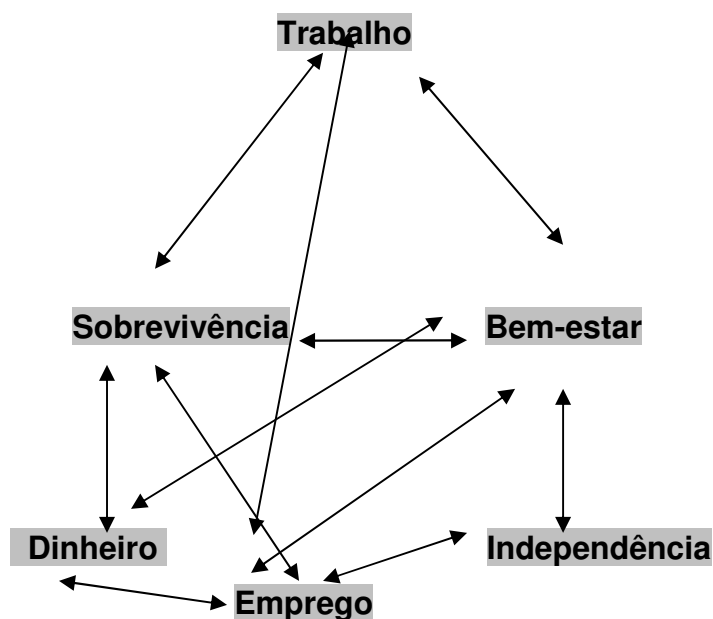 Trabalho
Sobrevivência
Bem-estar
Dinheiro
Independência
Emprego